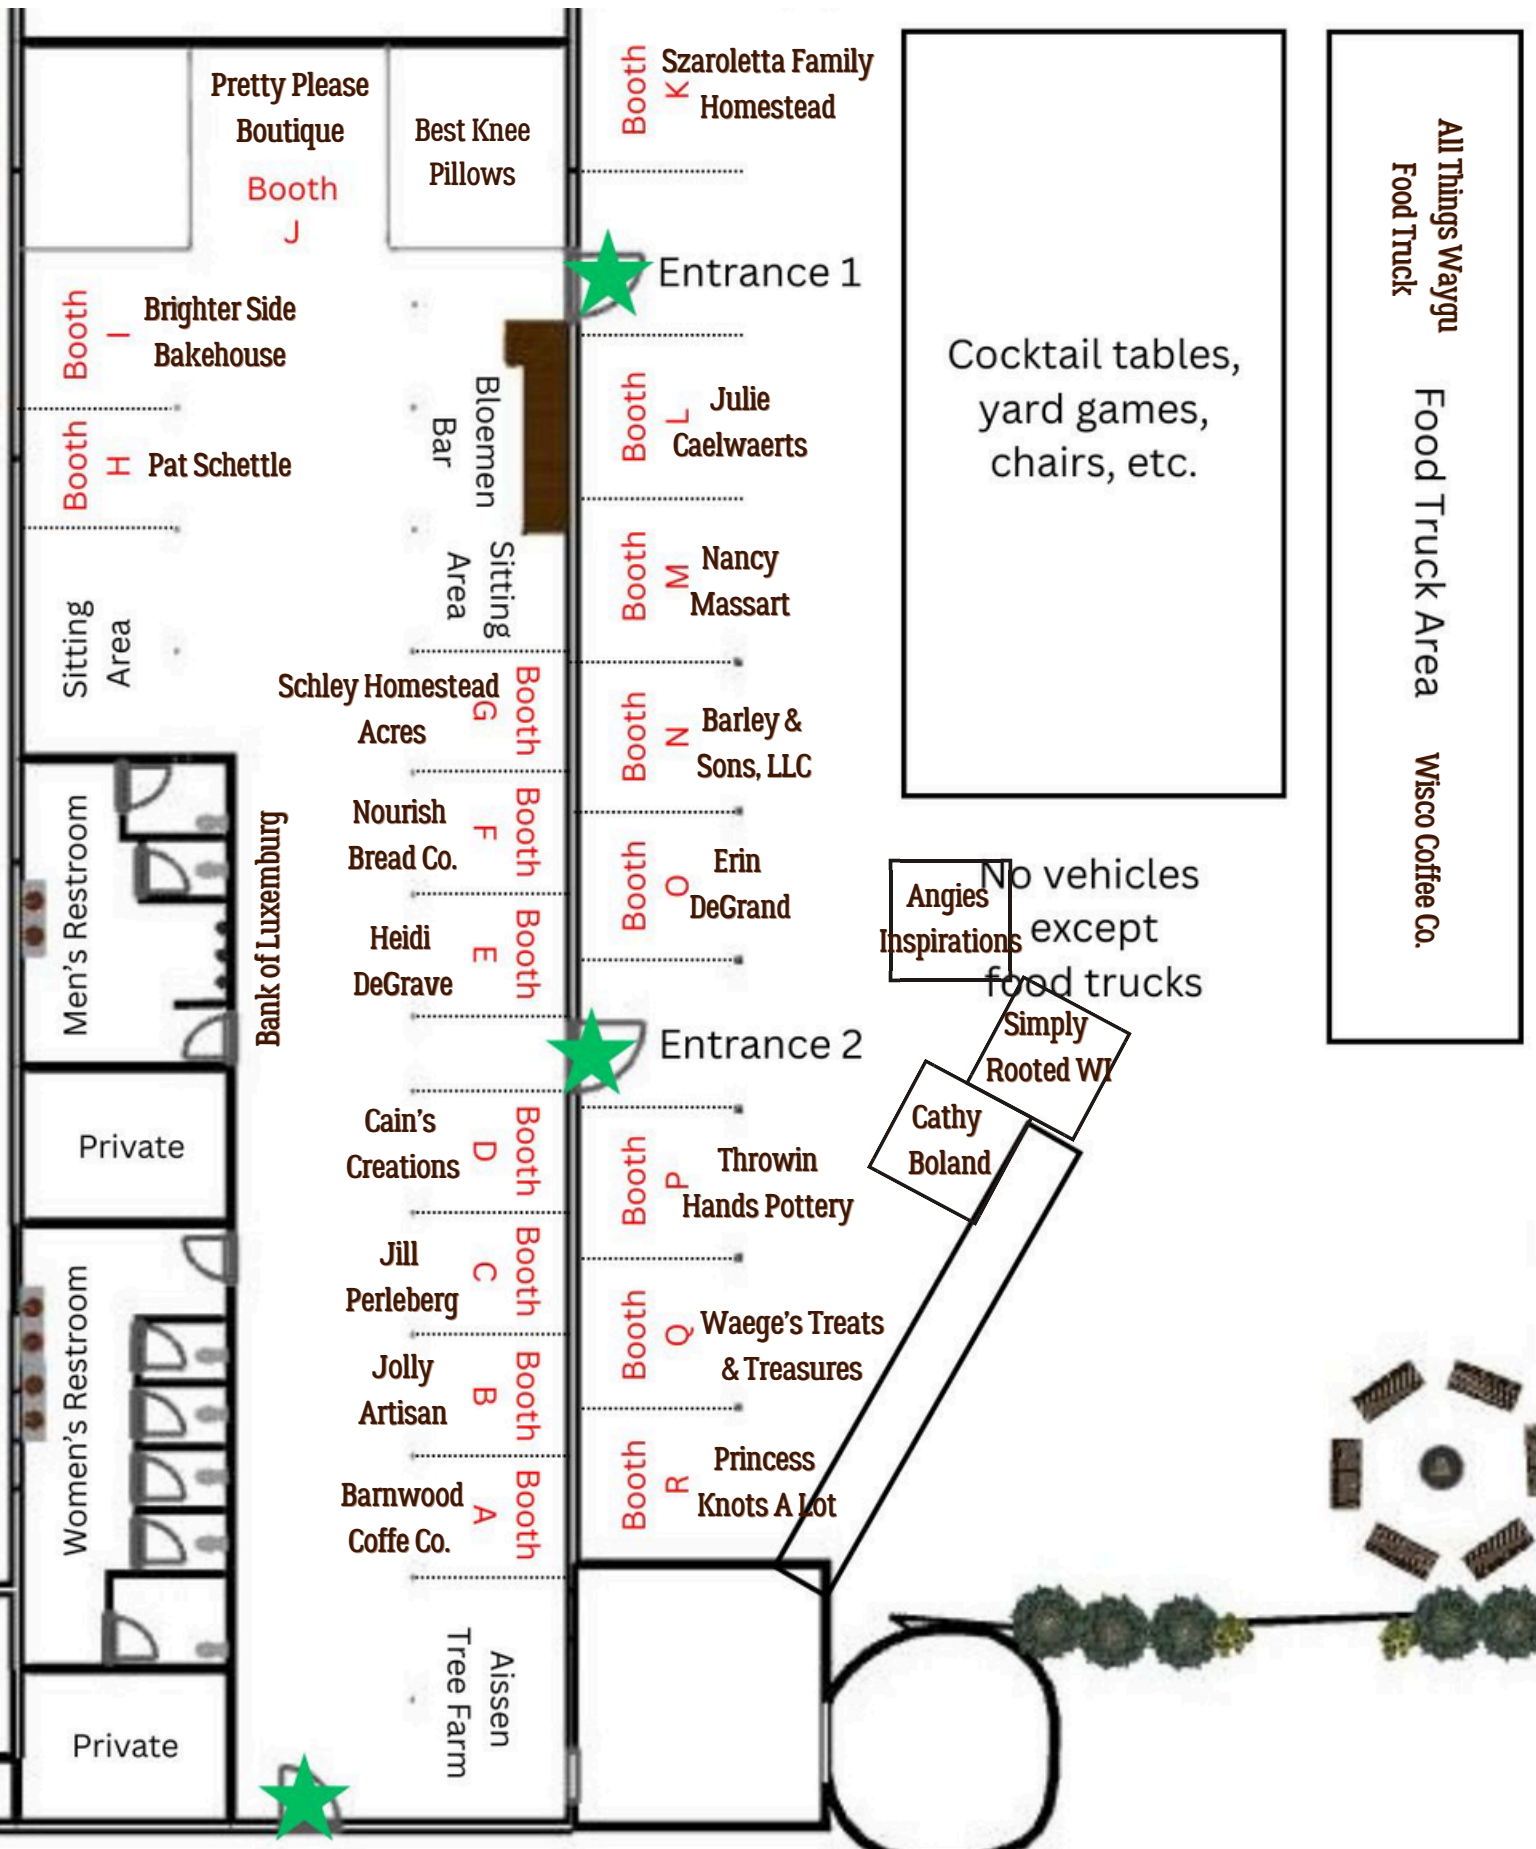 Pretty Please
Boutique
Booth
J
Best Knee
Pillows
Booth
K
Szaroletta Family
Homestead
Entrance 1
Booth
I
Brighter Side
Bakehouse
Booth
H
Pat Schettle
Bloemen
Bar
Sitting
Area
Sitting
Area
Booth
L
Julie
Caelwaerts
Booth
M
Nancy
Massart
Booth
N
Barley &
Sons, LLC
Booth
O
Erin
DeGrand
Schley Homestead
Acres
Booth
G
Nourish
Bread Co.
Booth
F
Heidi
DeGrave
Booth
E
Entrance 2
Cain's
Creations
Booth
D
Jill
Perleberg
Booth
C
Jolly
Artisan
Booth
B
Barnwood
Coffe Co.
Booth
A
Aissen
Tree Farm
Booth
P
Throwin
Hands Pottery
Booth
Q
Waege's Treats
& Treasures
Booth
R
Princess
Knots A Lot
Men's Restroom
Bank of Luxemburg
Private
Women's Restroom
Private
Cocktail tables,
yard games,
chairs, etc.
No vehicles
except
food trucks
Angies
Inspirations
Simply
Rooted WI
Cathy
Boland
All Things Waygu
Food Truck
Food Truck Area
Wisco Coffee Co.